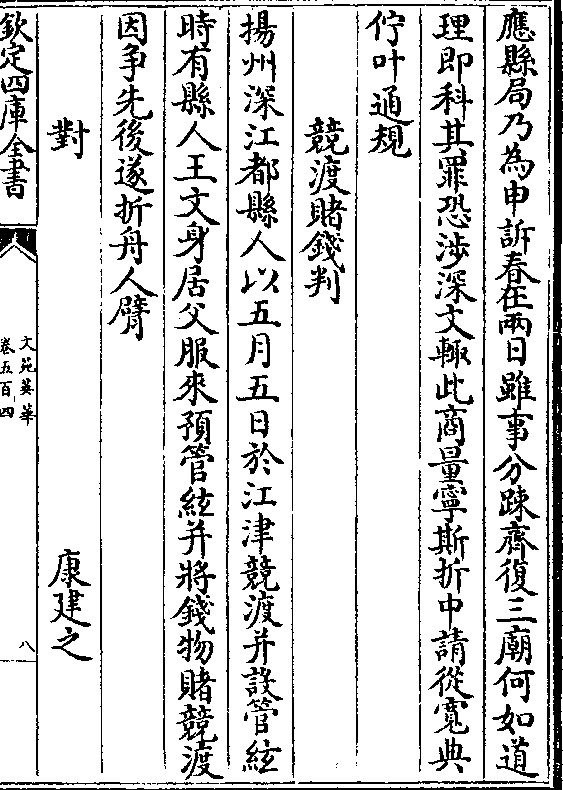 應縣局乃為申訴春在兩日雖事分踈齊復三廟何如道
理即科其罪恐涉深文輙此商量寧斯折中請從寛典
佇叶通規
競渡賭錢判
揚州深江都縣人以五月五日於江津競渡并設管絃
時有縣人王文身居父服來預管絃并將錢物賭競渡
因爭先後遂折舟人臂
對
康建之
欽定四庫全書
文苑英華
卷五百四
八